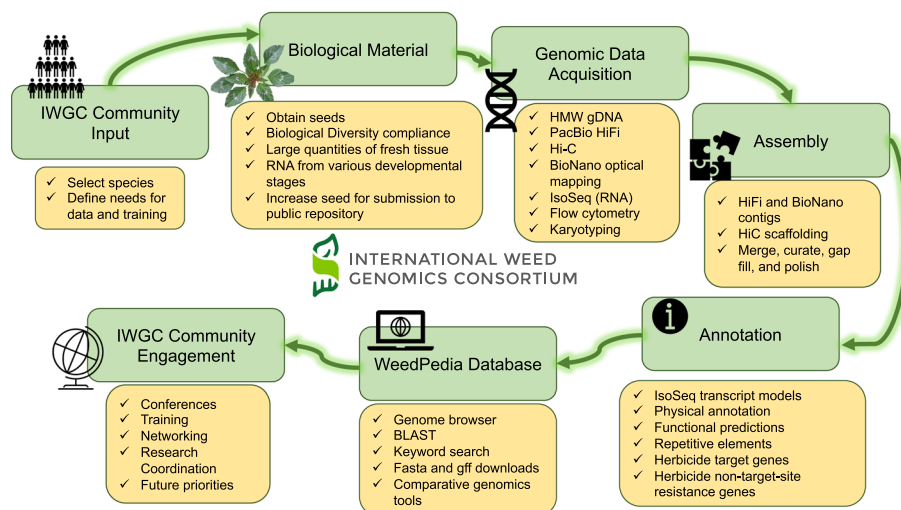 IWGC Community
Input
✓ Select species
✓ Define needs for
data and training
Biological Material
✓ Obtain seeds
✓ Biological Diversity compliance
✓ Large quantities of fresh tissue
✓ RNA from various developmental
stages
✓ Increase seed for submission to
public repository
Genomic Data
Acquisition
✓ HMW gDNA
✓ PacBio HiFi
✓ Hi-C
✓ BioNano optical
mapping
✓ IsoSeq (RNA)
✓ Flow cytometry
✓ Karyotyping
Assembly
✓ HiFi and BioNano
contigs
✓ HiC scaffolding
✓ Merge, curate, gap
fill, and polish
INTERNATIONAL WEED
GENOMICS CONSORTIUM
Annotation
✓ IsoSeq transcript models
✓ Physical annotation
✓ Functional predictions
✓ Repetitive elements
✓ Herbicide target genes
✓ Herbicide non-target-site
resistance genes
WeedPedia Database
✓ Genome browser
✓ BLAST
✓ Keyword search
✓ Fasta and gff downloads
✓ Comparative genomics
tools
IWGC Community
Engagement
✓ Conferences
✓ Training
✓ Networking
✓ Research
Coordination
✓ Future priorities